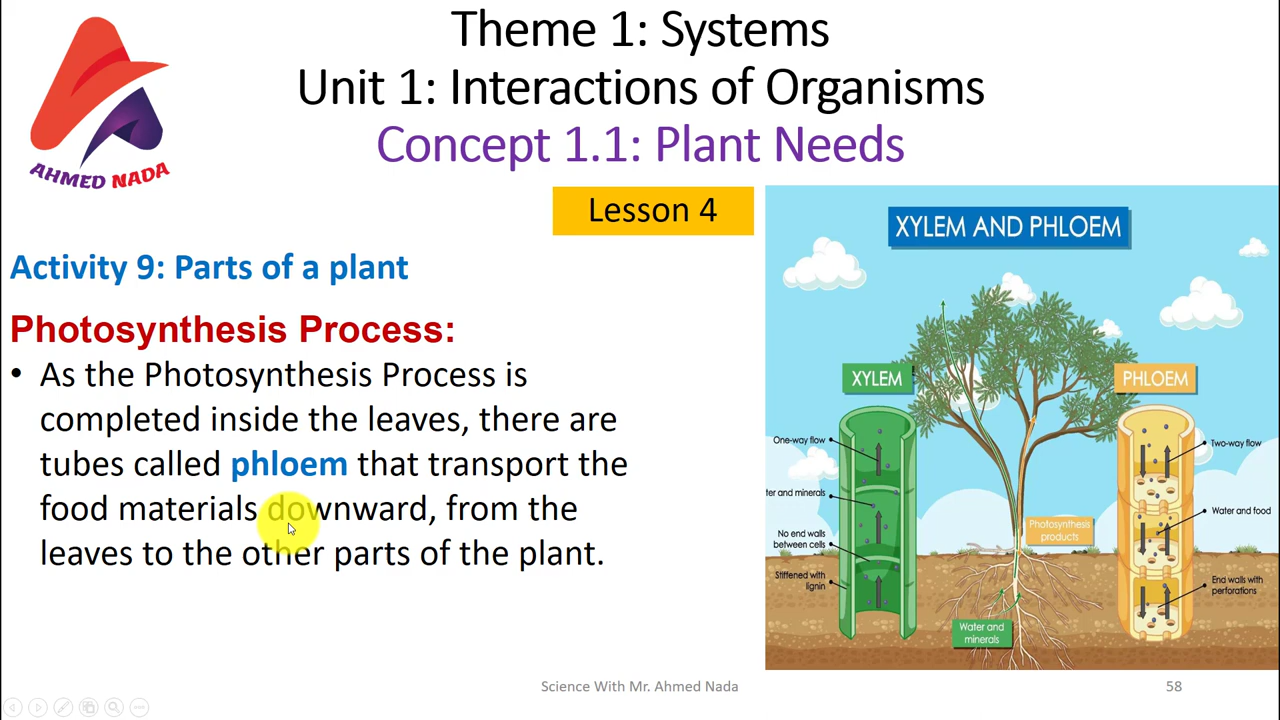 AHMED NADA
Theme 1: Systems
Unit 1: Interactions of Organisms
Concept 1.1: Plant Needs
Lesson 4
Activity 9: Parts of a plant
Photosynthesis Process:
• As the Photosynthesis Process is
completed inside the leaves, there are
tubes called phloem that transport the
food materials downward, from the
leaves to the other parts of the plant.
XYLEM AND PHLOEM
XYLEM
One-way flow
ter and minerals
No end walls
between cells
Stiffened with
lignin
PHLOEM
Two-way flow
Water and food
End walls with
perforations
Photosynthesis
products
Water and
minerals
Science With Mr. Ahmed Nada
58